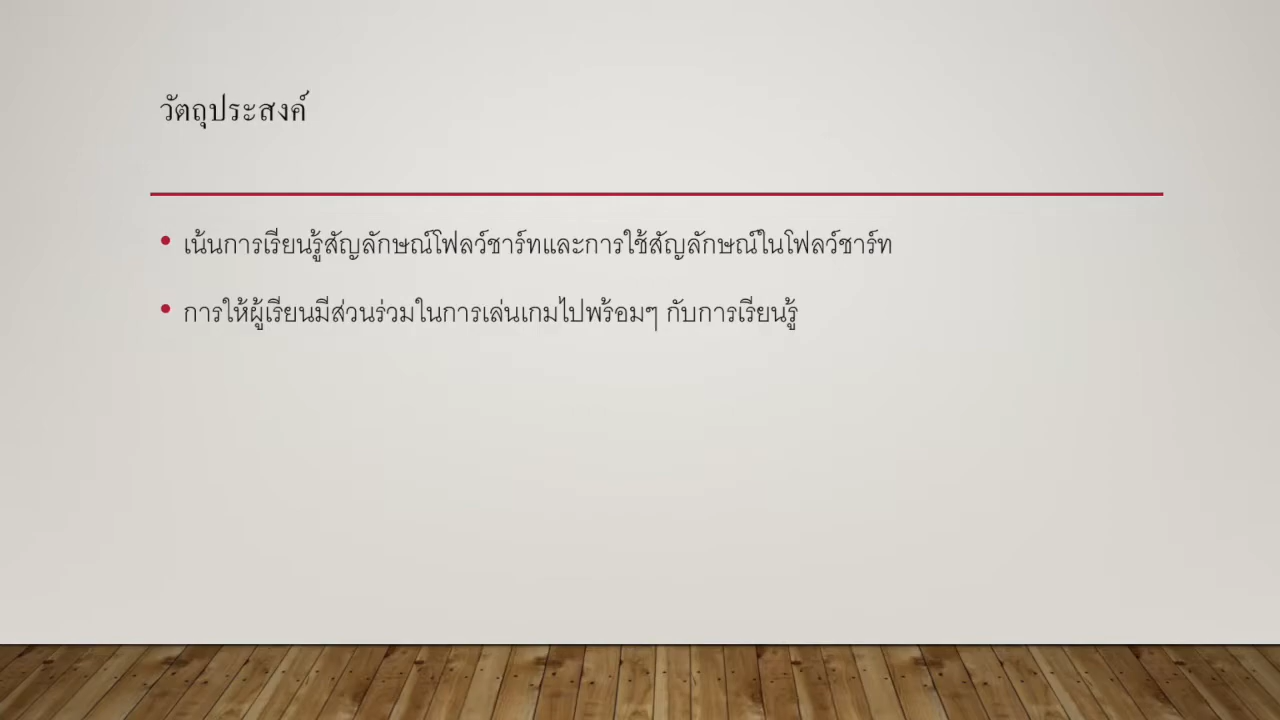 วัตถุประสงค์
• เน้นการเรียนรู้สัญลักษณ์โฟลว์ชาร์ทและการใช้สัญลักษณ์ในโฟลว์ชาร์ท
• การให้ผู้เรียนมีส่วนร่วมในการเล่นเกมไปพร้อมๆ กับการเรียนรู้